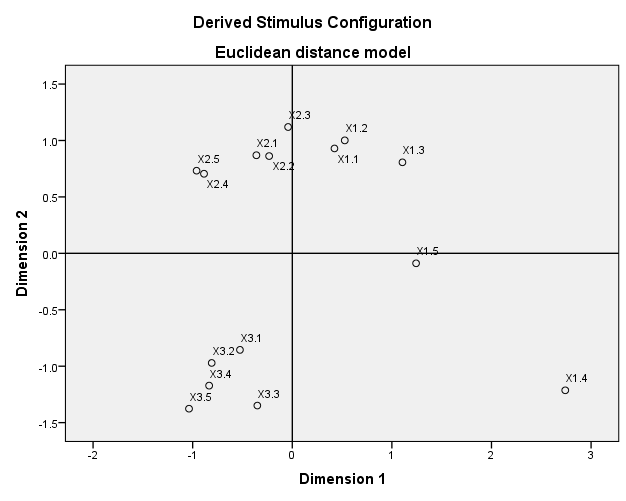 Derived Stimulus Configuration
Euclidean distance model
1.5
X2.3
X1.2
1.0
X2.1
X1.3
X2.5
X2.2
X1.1
X2.4
0.5
Dimension 2
0.0
X1.5
-0.5
X3.1
X3.2
-1.0
X3.4
X1.4
X3.5
X3.3
-1.5
-2 -1 0 1 2 3
Dimension 1